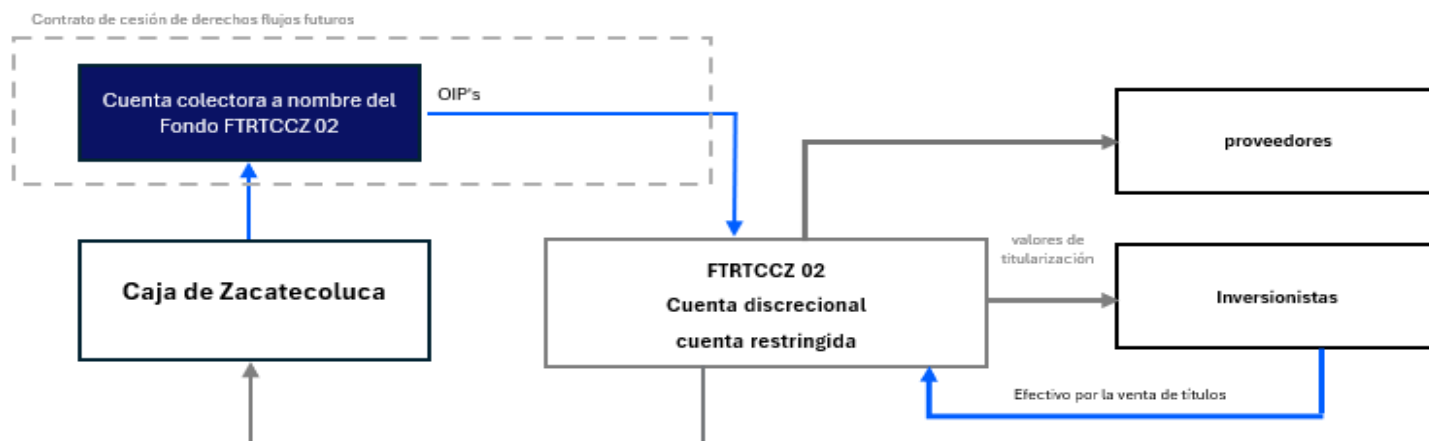 Contrato de cesión de derechos flujos futuros
Cuenta colectora a nombre del
Fondo FTRTCCZ 02
OIP's
proveedores
Caja de Zacatecoluca
FTRTCCZ 02
Cuenta discrecional
cuenta restringida
valores de
titularización
Inversionistas
Efectivo por la venta de títulos